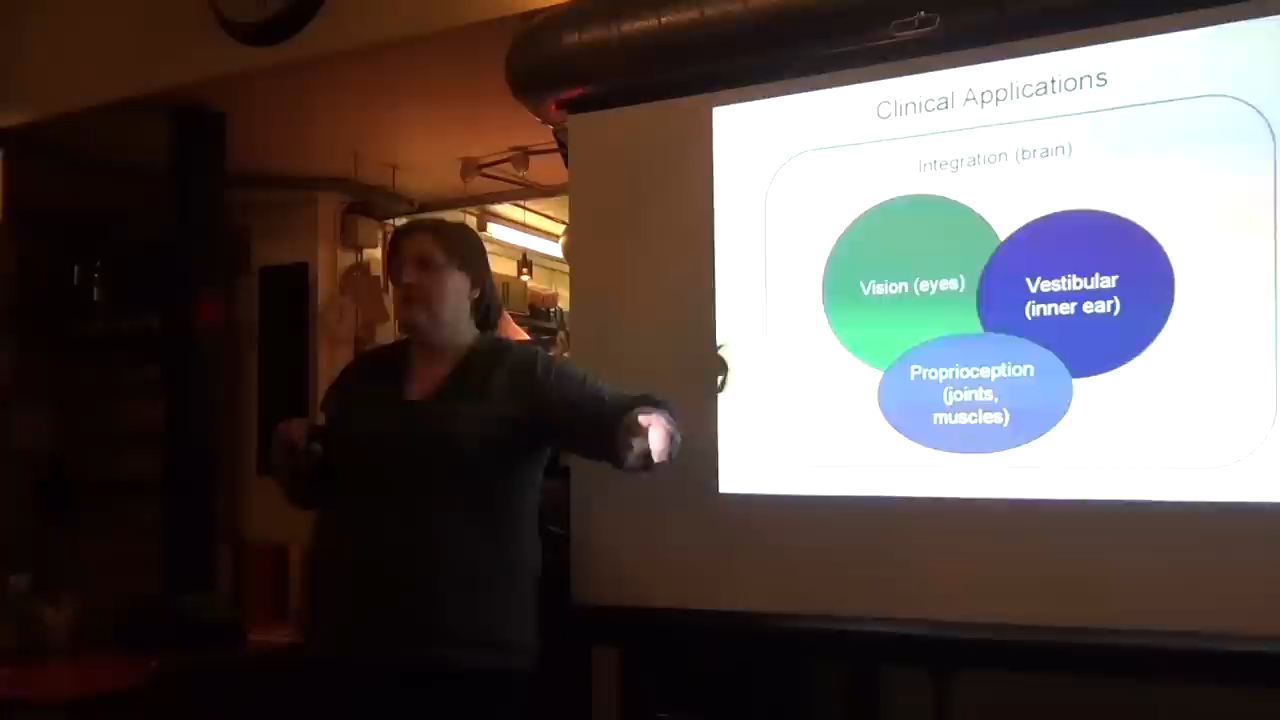 Clinical Applications
Integration (brain)
Vision (eyes)
Vestibular
(inner ear)
Proprioception
(joints,
muscles)